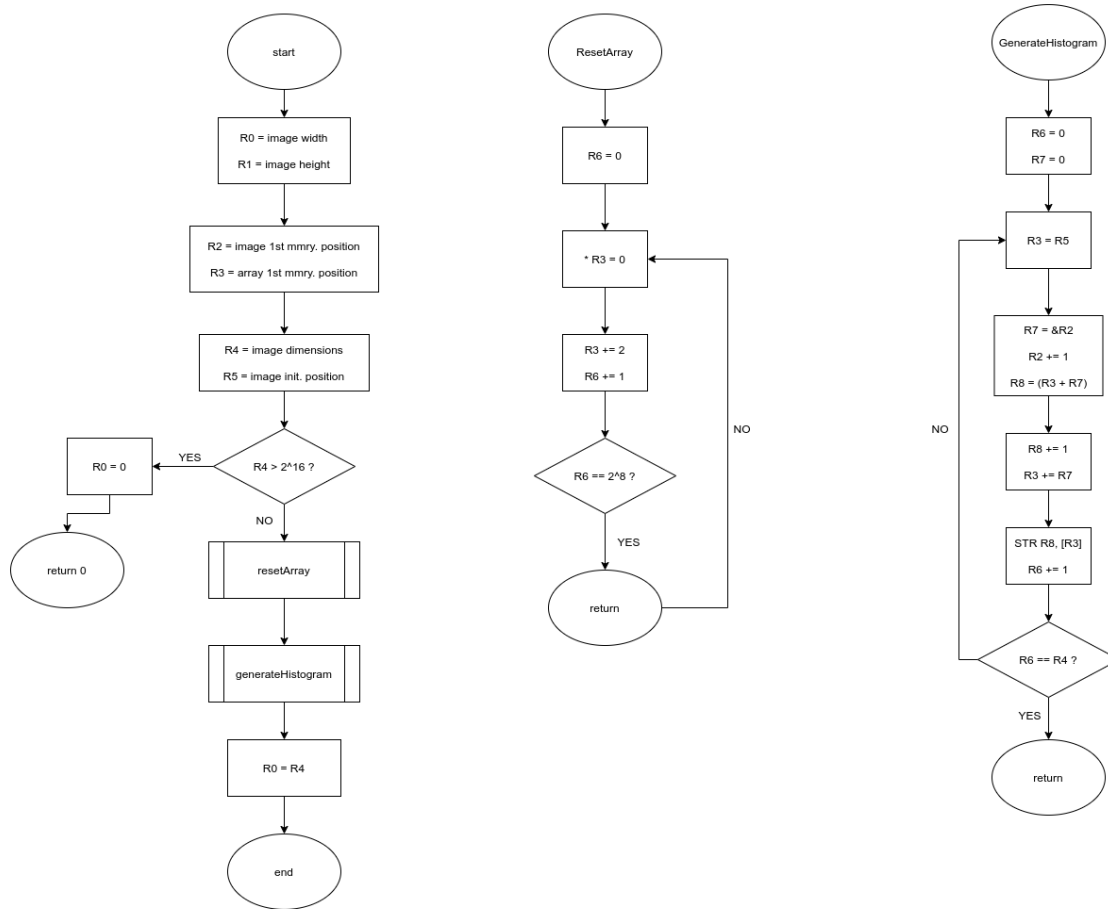 start
R0 = image width
R1 = image height
R2 = image 1st mmry. position
R3 = array 1st mmry. position
R4 = image dimensions
R5 = image init. position
R4 > 2^16 ?
YES
R0 = 0
return 0
NO
resetArray
generateHistogram
R0 = R4
end
ResetArray
R6 = 0
* R3 = 0
R3 += 2
R6 += 1
R6 == 2^8 ?
NO
YES
return
GenerateHistogram
R6 = 0
R7 = 0
R3 = R5
R7 = &R2
R2 += 1
R8 = (R3 + R7)
R8 += 1
R3 += R7
STR R8, [R3]
R6 += 1
R6 == R4 ?
NO
YES
return